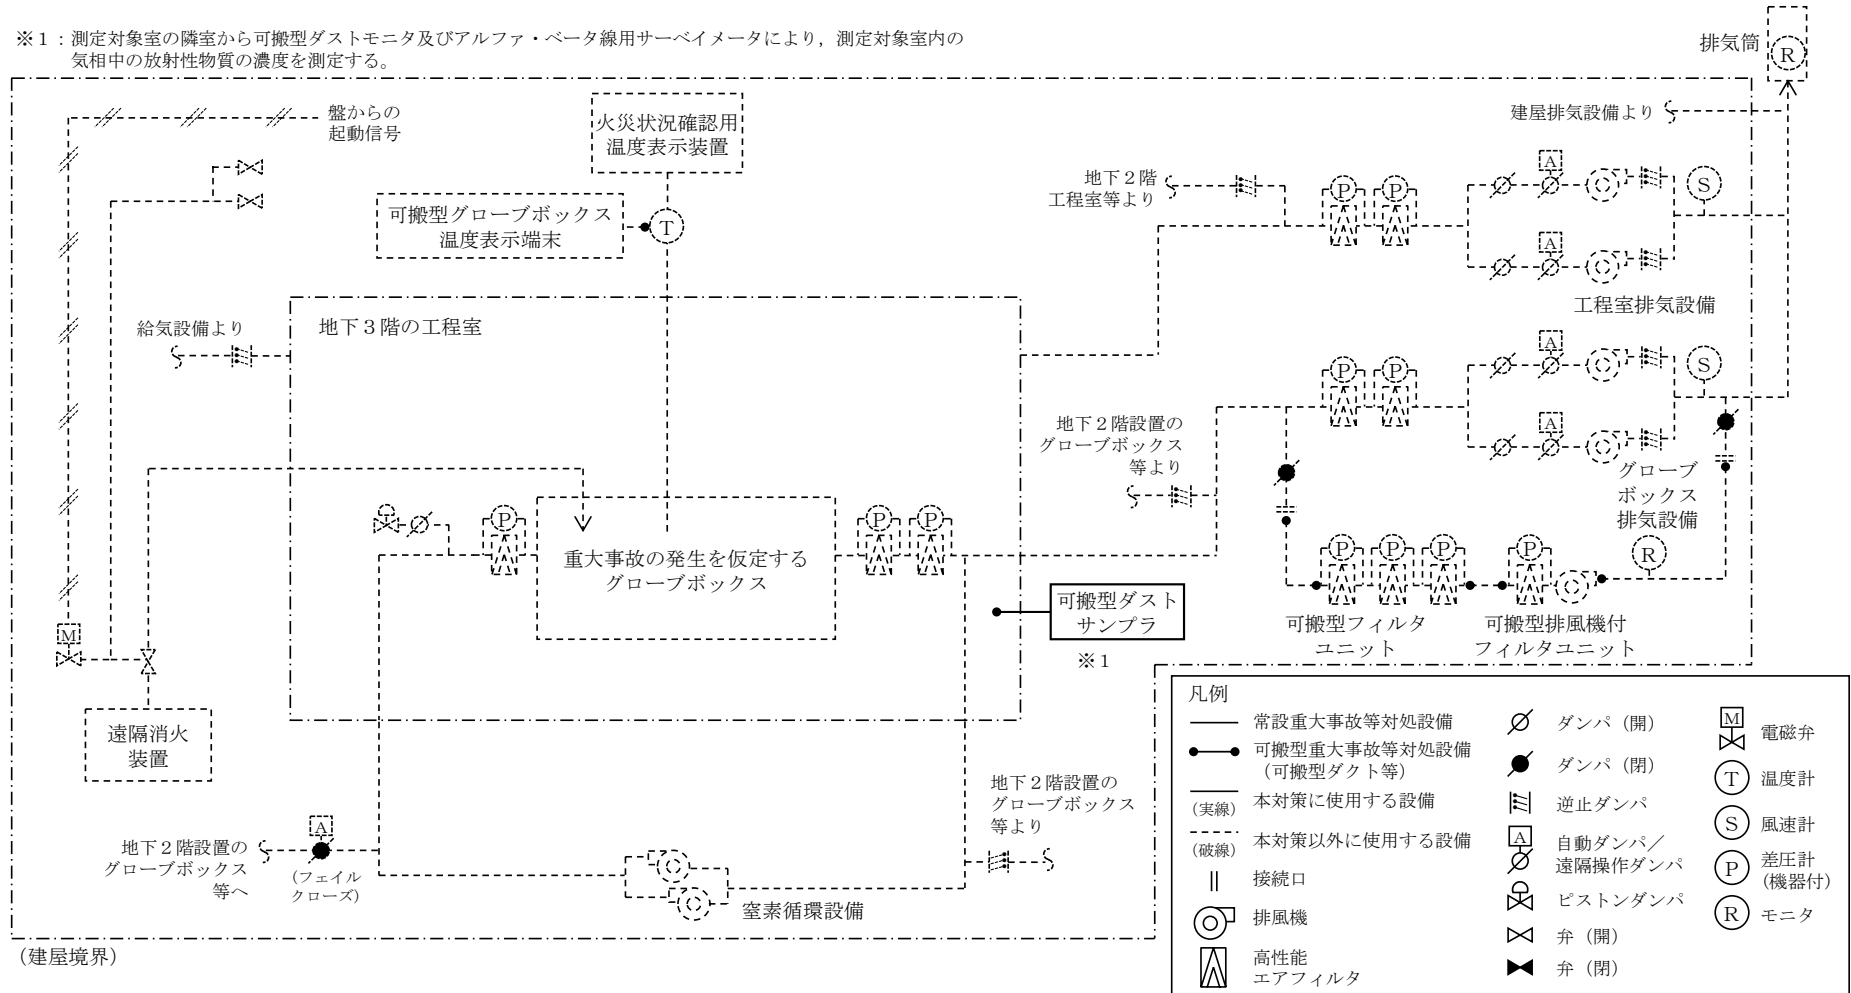 ※1：測定対象室の隣室から可搬型ダストモニタ及びアルファ・ベータ線用サーベイメータにより，測定対象室内の
気相中の放射性物質の濃度を測定する。
排気筒
R
盤からの
起動信号
火災状況確認用
温度表示装置
建屋排気設備より
地下２階
工程室等より
P
P
A
S
可搬型グローブボックス
温度表示端末
T
A
工程室排気設備
給気設備より
地下３階の工程室
P
P
A
S
地下２階設置の
グローブボックス
等より
A
グローブ
ボックス
排気設備
P
重大事故の発生を仮定する
グローブボックス
P
P
P
P
P
P
R
可搬型フィルタ
ユニット
可搬型排風機付
フィルタユニット
可搬型ダスト
サンプラ
※1
M
遠隔消火
装置
地下２階設置の
グローブボックス
等へ
A
(フェイル
クローズ)
窒素循環設備
地下２階設置の
グローブボックス
等より
(建屋境界)
凡例
常設重大事故等対処設備
可搬型重大事故等対処設備
(可搬型ダクト等)
(実線)
本対策に使用する設備
(破線)
本対策以外に使用する設備
接続口
排風機
高性能
エアフィルタ
ダンパ（開）
ダンパ（閉）
逆止ダンパ
A
自動ダンパ／
遠隔操作ダンパ
ピストンダンパ
弁（開）
弁（閉）
M
電磁弁
T
温度計
S
風速計
P
差圧計
(機器付)
R
モニタ